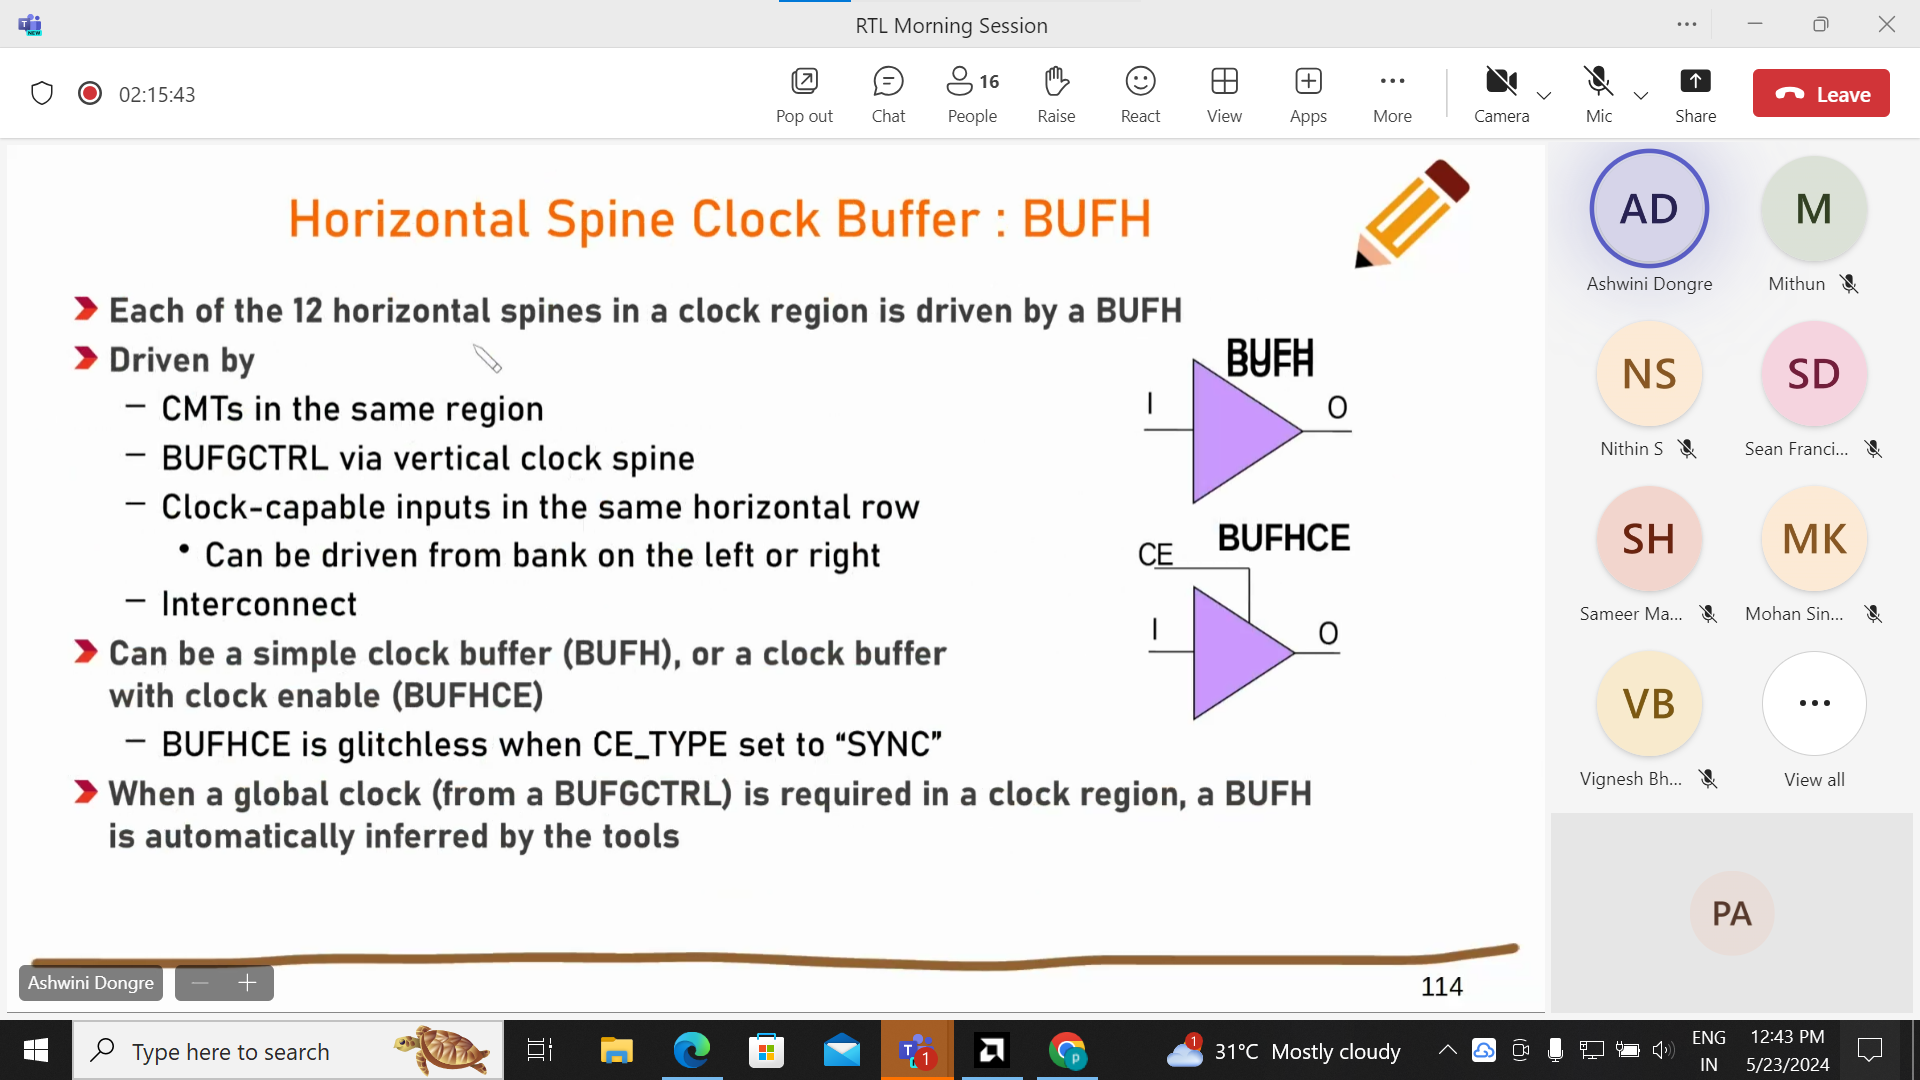 RTL Morning Session
NEW
02:15:43
Pop out
Chat
16
People
Raise
React
View
Apps
More
Camera
Mic
Share
Leave
Horizontal Spine Clock Buffer : BUFH
Each of the 12 horizontal spines in a clock region is driven by a BUFH
Driven by
– CMTs in the same region
– BUFGCTRL via vertical clock spine
– Clock-capable inputs in the same horizontal row
• Can be driven from bank on the left or right
– Interconnect
Can be a simple clock buffer (BUFH), or a clock buffer
with clock enable (BUFHCE)
– BUFHCE is glitchless when CE_TYPE set to “SYNC”
When a global clock (from a BUFGCTRL) is required in a clock region, a BUFH
is automatically inferred by the tools
BUFH
I
O
BUFHCE
CE
I
O
114
Ashwini Dongre
AD
Ashwini Dongre
M
Mithun
NS
Nithin S
SD
Sean Franci...
SH
Sameer Ma...
MK
Mohan Sin...
VB
Vignesh Bh...
View all
PA
Type here to search
T
1
p
1
31°C Mostly cloudy
ENG
IN
12:43 PM
5/23/2024